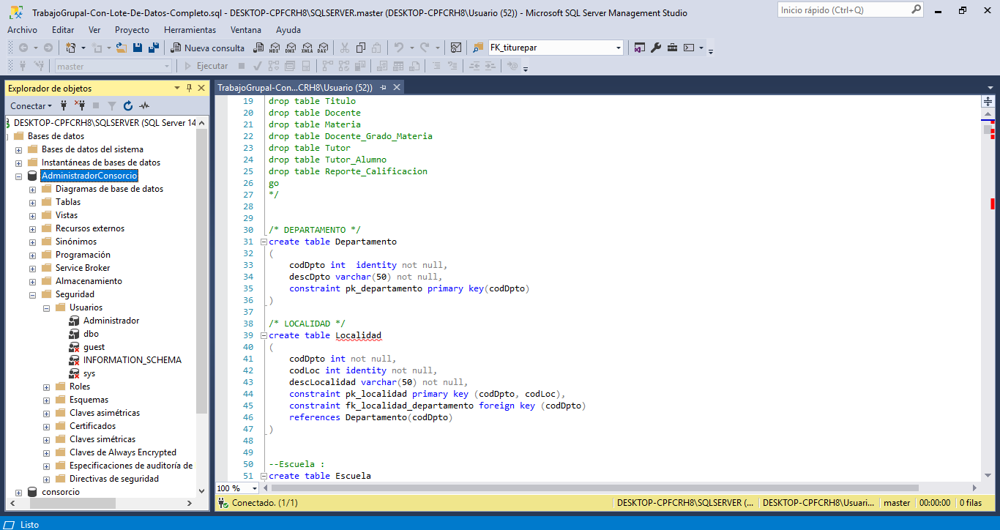 TrabajoGrupal-Con-Lote-De-Datos-Completo.sql - DESKTOP-CPFCRH8\SQLSERVER.master (DESKTOP-CPFCRH8\Usuario (52)) - Microsoft SQL Server Management Studio
Inicio rápido (Ctrl+Q)
Archivo Editar Ver Proyecto Herramientas Ventana Ayuda
Nueva consulta MDX DMX XMLA DAX FK_titurepar
master Ejecutar
Explorador de objetos
Conectar
DESKTOP-CPFCRH8\SQLSERVER (SQL Server 14
Bases de datos
Bases de datos del sistema
Instantáneas de bases de datos
AdministradorConsorcio
Diagramas de base de datos
Tablas
Vistas
Recursos externos
Sinónimos
Programación
Service Broker
Almacenamiento
Seguridad
Usuarios
Administrador
dbo
guest
INFORMATION_SCHEMA
sys
Roles
Esquemas
Claves asimétricas
Certificados
Claves simétricas
Claves de Always Encrypted
Especificaciones de auditoría de
Directivas de seguridad
consorcio
TrabajoGrupal-Con...CRH8\Usuario (52))
19 drop table Titulo
20 drop table Docente
21 drop table Materia
22 drop table Docente_Grado_Materia
23 drop table Tutor
24 drop table Tutor_Alumno
25 drop table Reporte_Calificacion
26 go
27 */
28
29
30 /* DEPARTAMENTO */
31 create table Departamento
32 (
33 codDpto int  identity not null,
34 descDpto varchar(50) not null,
35 constraint pk_departamento primary key(codDpto)
36 )
37
38 /* LOCALIDAD */
39 create table Localidad
40 (
41 codDpto int not null,
42 codLoc int identity not null,
43 descLocalidad varchar(50) not null,
44 constraint pk_localidad primary key (codDpto, codLoc),
45 constraint fk_localidad_departamento foreign key (codDpto)
46 references Departamento(codDpto)
47 )
48
49
50 --Escuela :
51 create table Escuela
100 %
Conectado. (1/1) DESKTOP-CPFCRH8\SQLSERVER (... DESKTOP-CPFCRH8\Usuari... master 00:00:00 0 filas
Listo